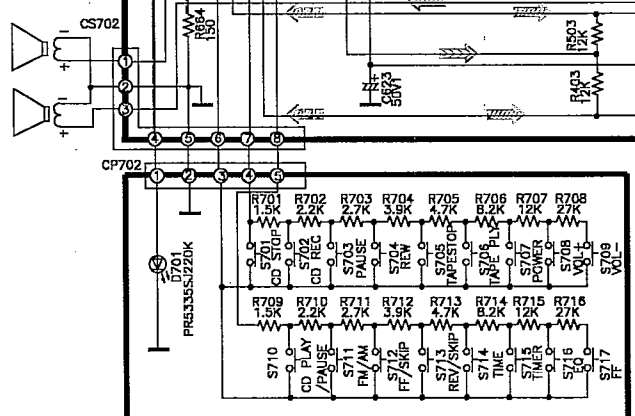 CS702
R664
150
R503
12K
R403
12K
C623
50V1
−
+
−
+
1
2
3
4 5 6 7 8
CP702
1 2 3 4 5
R701 R702 R703 R704 R705 R706 R707 R708
1.5K 2.2K 2.7K 3.9K 4.7K 8.2K 12K 27K
S701
CD STOP
S702
CD REC
S703
PAUSE
S704
REW
S705
TAPESTOP
S706
TAPE PLY
S707
POWER
S708
VOL+
S709
VOL-
D701
PR5335SJ220K
R709 R710 R711 R712 R713 R714 R715 R716
1.5K 2.2K 2.7K 3.9K 4.7K 8.2K 12K 27K
S710
CD PLAY
/PAUSE
S711
FM/AM
S712
FF/SKIP
S713
REV/SKIP
S714
TIME
S715
TIMER
S716
EQ
S717
FF